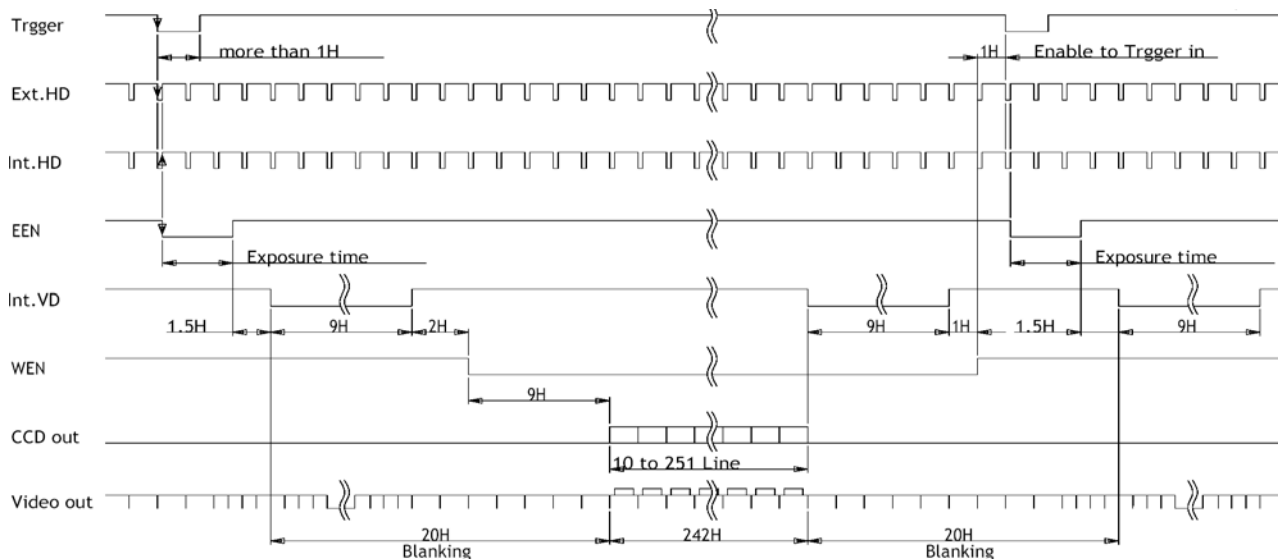 Trgger
more than 1H
1H
Enable to Trgger in
Ext.HD
Int.HD
EEN
Exposure time
Exposure time
Int.VD
1.5H
9H
2H
9H
1H
1.5H
9H
WEN
9H
CCD out
10 to 251 Line
Video out
20H
242H
20H
Blanking
Blanking